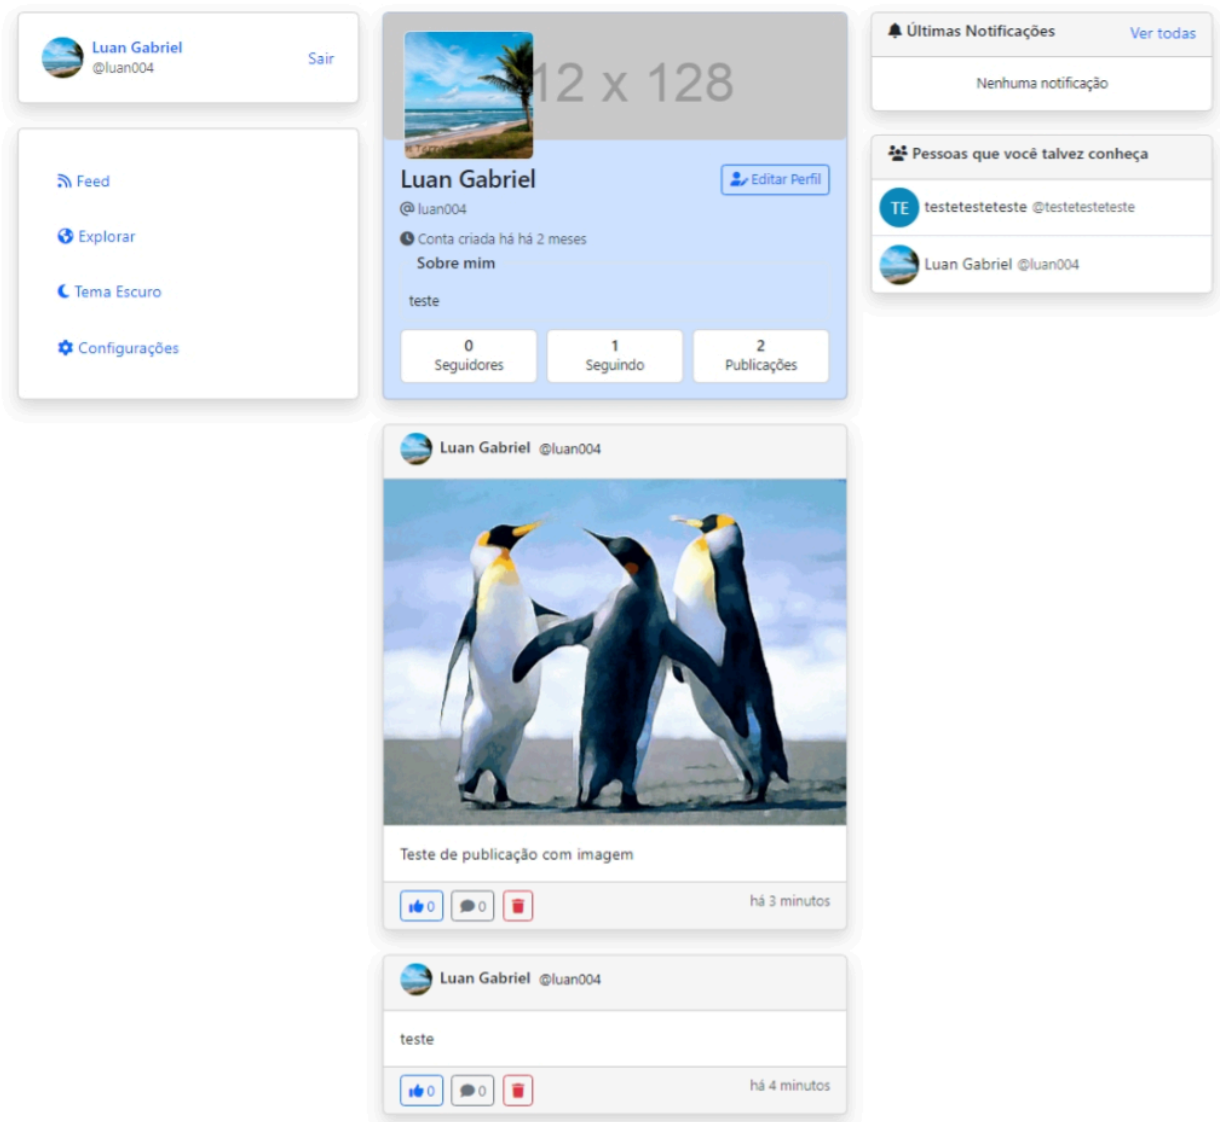 Luan Gabriel
@luan004
Sair
Feed
Explorar
Tema Escuro
Configurações
12 x 128
Luan Gabriel
Editar Perfil
@ luan004
Conta criada há há 2 meses
Sobre mim
teste
0
Seguidores
1
Seguindo
2
Publicações
Luan Gabriel @luan004
Teste de publicação com imagem
0 0
há 3 minutos
Luan Gabriel @luan004
teste
0 0
há 4 minutos
Últimas Notificações
Ver todas
Nenhuma notificação
Pessoas que você talvez conheça
TE
testetesteteste @testetesteteste
Luan Gabriel @luan004